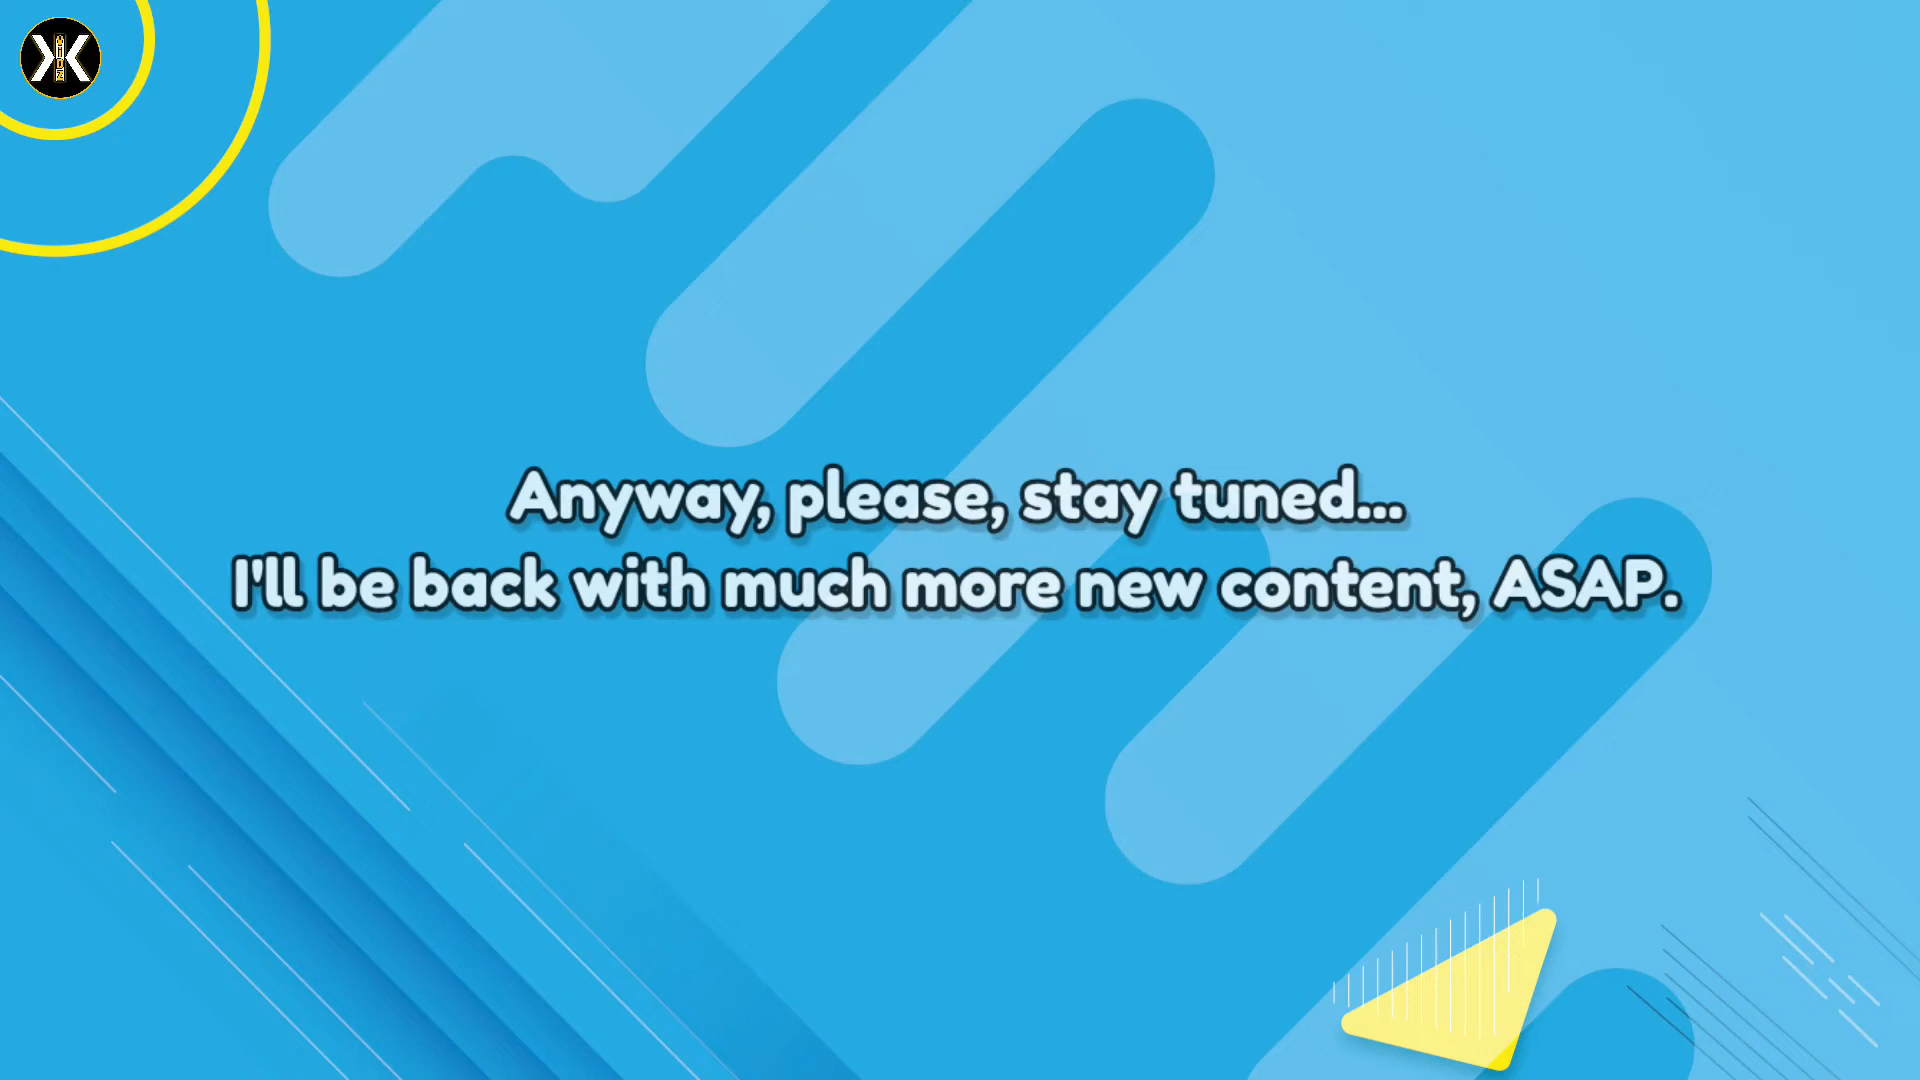 Anyway, please, stay tuned...
I'll be back with much more new content, ASAP.